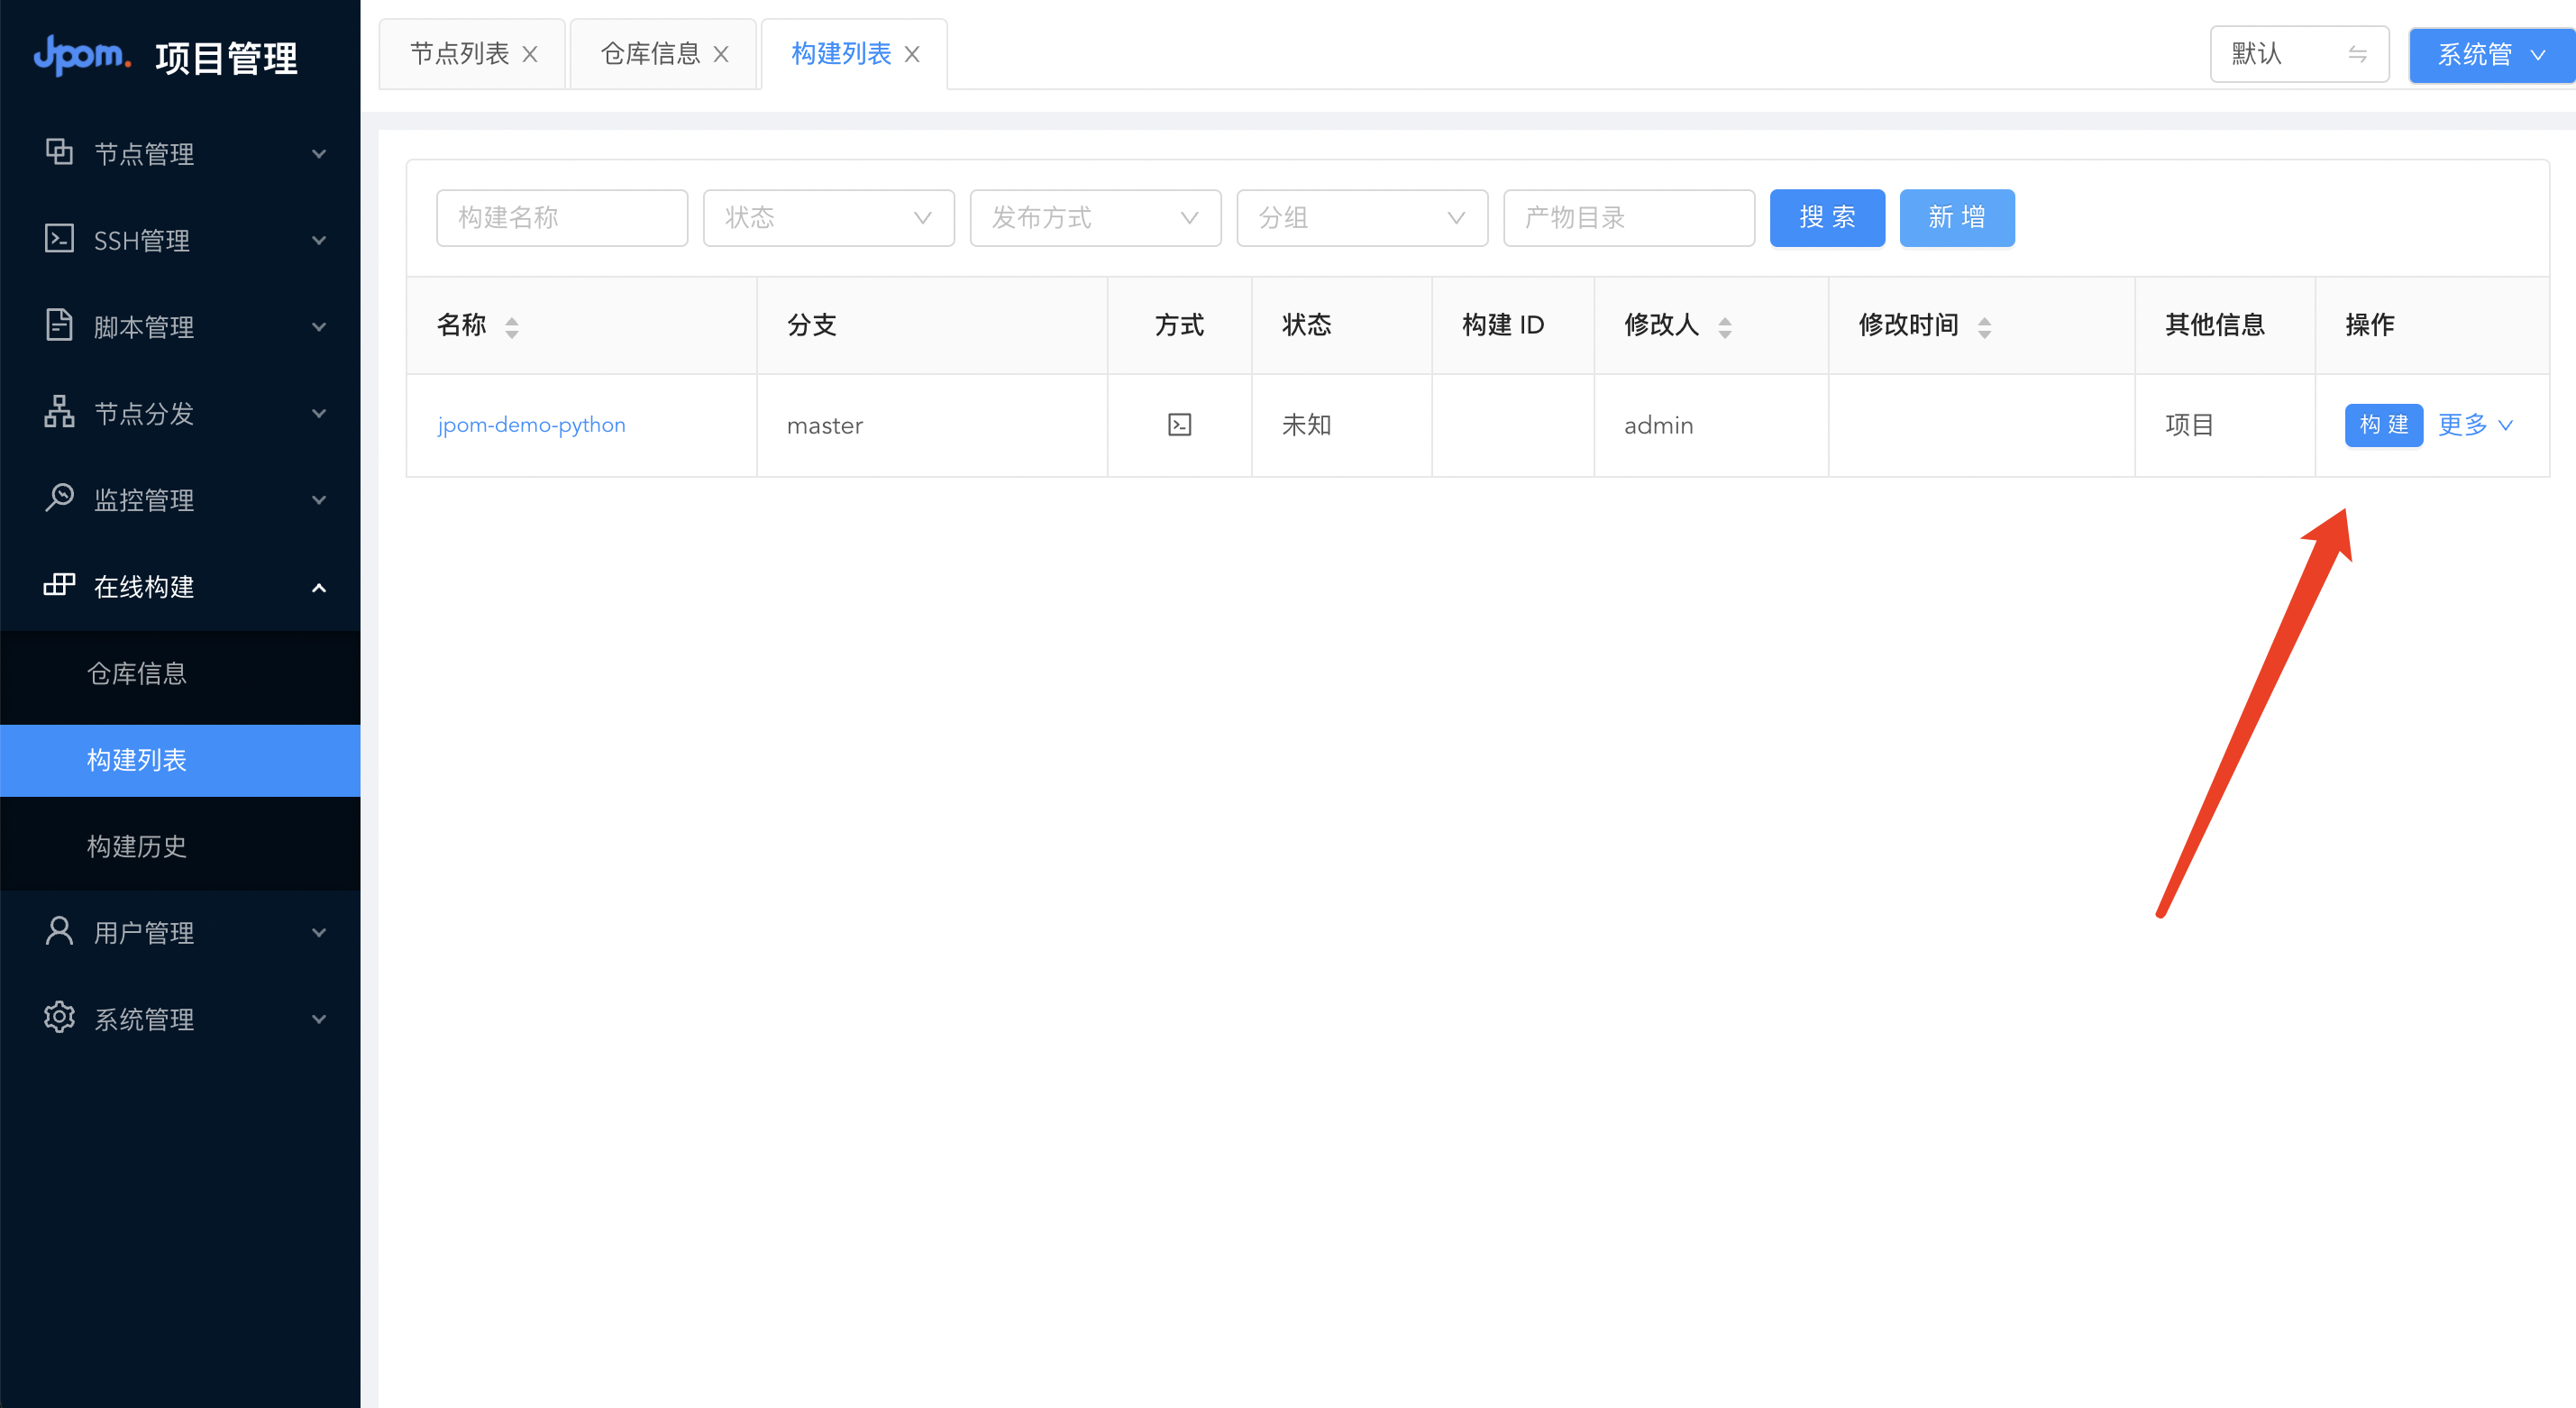 Jpom. 项目管理
节点列表
仓库信息
构建列表
默认
系统管
节点管理
SSH管理
脚本管理
节点分发
监控管理
在线构建
仓库信息
构建列表
构建历史
用户管理
系统管理
构建名称
状态
发布方式
分组
产物目录
搜 索
新 增
名称
分支
方式
状态
构建 ID
修改人
修改时间
其他信息
操作
jpom-demo-python
master
未知
admin
项目
构 建
更多